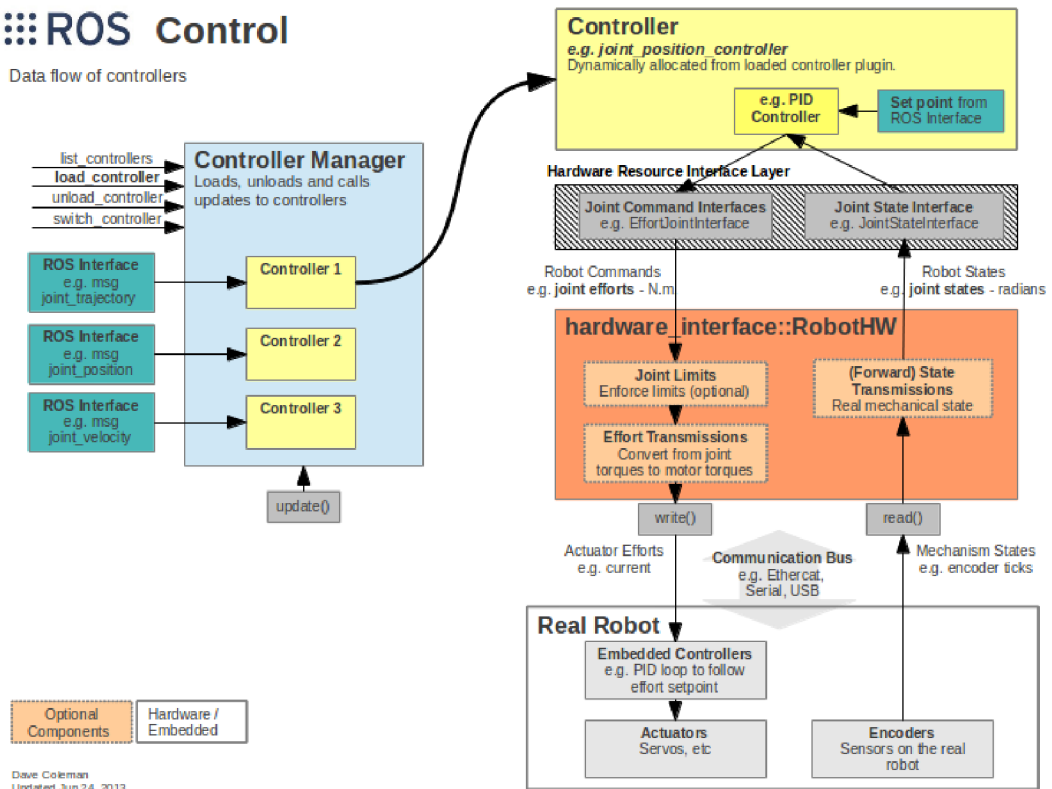 ROS Control
Data flow of controllers
list_controllers
load_controller
unload_controller
switch_controller
Controller Manager
Loads, unloads and calls
updates to controllers
ROS Interface
e.g. msg
joint_trajectory
Controller 1
ROS Interface
e.g. msg
joint_position
Controller 2
ROS Interface
e.g. msg
joint_velocity
Controller 3
update()
Controller
e.g. joint_position_controller
Dynamically allocated from loaded controller plugin.
e.g. PID
Controller
Set point from
ROS Interface
Hardware Resource Interface Layer
Joint Command Interfaces
e.g. EffortJointInterface
Joint State Interface
e.g. JointStateInterface
Robot Commands
e.g. joint efforts - N.m
Robot States
e.g. joint states - radians
hardware_interface::RobotHW
Joint Limits
Enforce limits (optional)
Effort Transmissions
Convert from joint
torques to motor torques
(Forward) State
Transmissions
Real mechanical state
write()
read()
Actuator Efforts
e.g. current
Communication Bus
e.g. Ethercat,
Serial, USB
Mechanism States
e.g. encoder ticks
Real Robot
Embedded Controllers
e.g. PID loop to follow
effort setpoint
Actuators
Servos, etc
Encoders
Sensors on the real
robot
Optional
Components
Hardware /
Embedded
Dave Coleman
Updated Jun 24, 2013